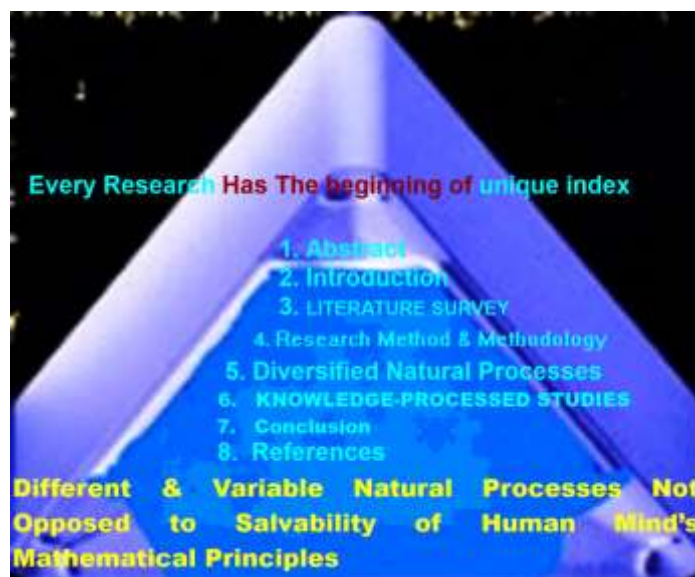 Every Research Has The beginning of unique index
1. Abstract
2. Introduction
3. LITERATURE SURVEY
4. Research Method & Methodology
5. Diversified Natural Processes
6. KNOWLEDGE-PROCESSED STUDIES
7. Conclusion
8. References
Different & Variable Natural Processes Not
Opposed to Salvability of Human Mind's
Mathematical Principles